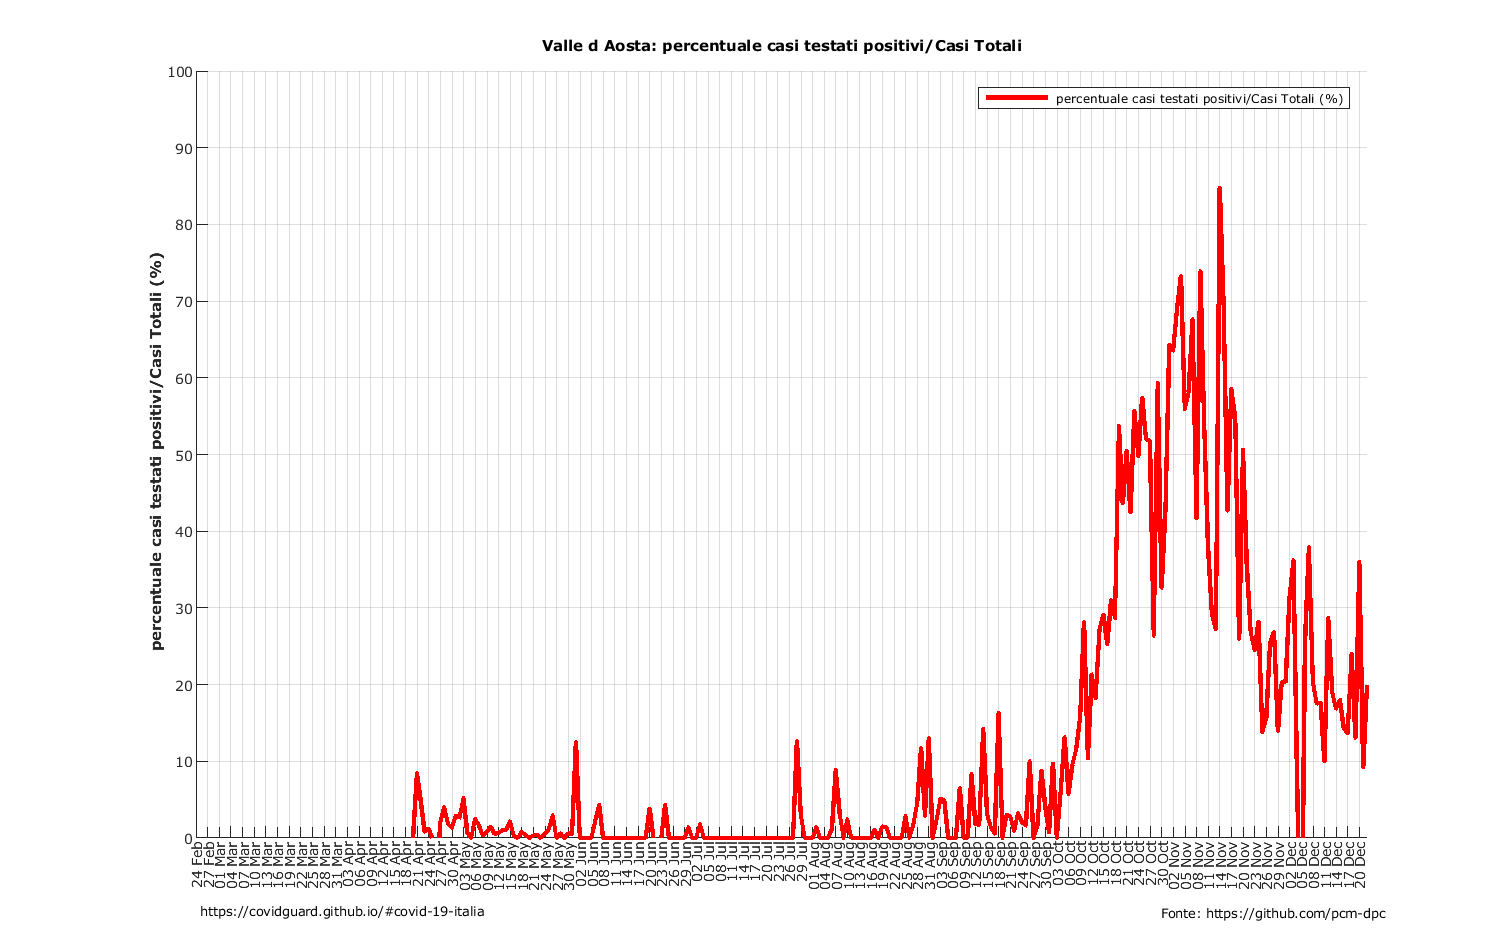 Valle d Aosta: percentuale casi testati positivi/Casi Totali
percentuale casi testati positivi/Casi Totali (%)
percentuale casi testati positivi/Casi Totali (%)
100
90
80
70
60
50
40
30
20
10
0
24 Feb
27 Feb
01 Mar
04 Mar
07 Mar
10 Mar
13 Mar
16 Mar
19 Mar
22 Mar
25 Mar
28 Mar
31 Mar
03 Apr
06 Apr
09 Apr
12 Apr
15 Apr
18 Apr
21 Apr
24 Apr
27 Apr
30 Apr
03 May
06 May
09 May
12 May
15 May
18 May
21 May
24 May
27 May
30 May
02 Jun
05 Jun
08 Jun
11 Jun
14 Jun
17 Jun
20 Jun
23 Jun
26 Jun
29 Jun
02 Jul
05 Jul
08 Jul
11 Jul
14 Jul
17 Jul
20 Jul
23 Jul
26 Jul
29 Jul
01 Aug
04 Aug
07 Aug
10 Aug
13 Aug
16 Aug
19 Aug
22 Aug
25 Aug
28 Aug
31 Aug
03 Sep
06 Sep
09 Sep
12 Sep
15 Sep
18 Sep
21 Sep
24 Sep
27 Sep
30 Sep
03 Oct
06 Oct
09 Oct
12 Oct
15 Oct
18 Oct
21 Oct
24 Oct
27 Oct
30 Oct
02 Nov
05 Nov
08 Nov
11 Nov
14 Nov
17 Nov
20 Nov
23 Nov
26 Nov
29 Nov
02 Dec
05 Dec
08 Dec
11 Dec
14 Dec
17 Dec
20 Dec
https://covidguard.github.io/#covid-19-italia
Fonte: https://github.com/pcm-dpc